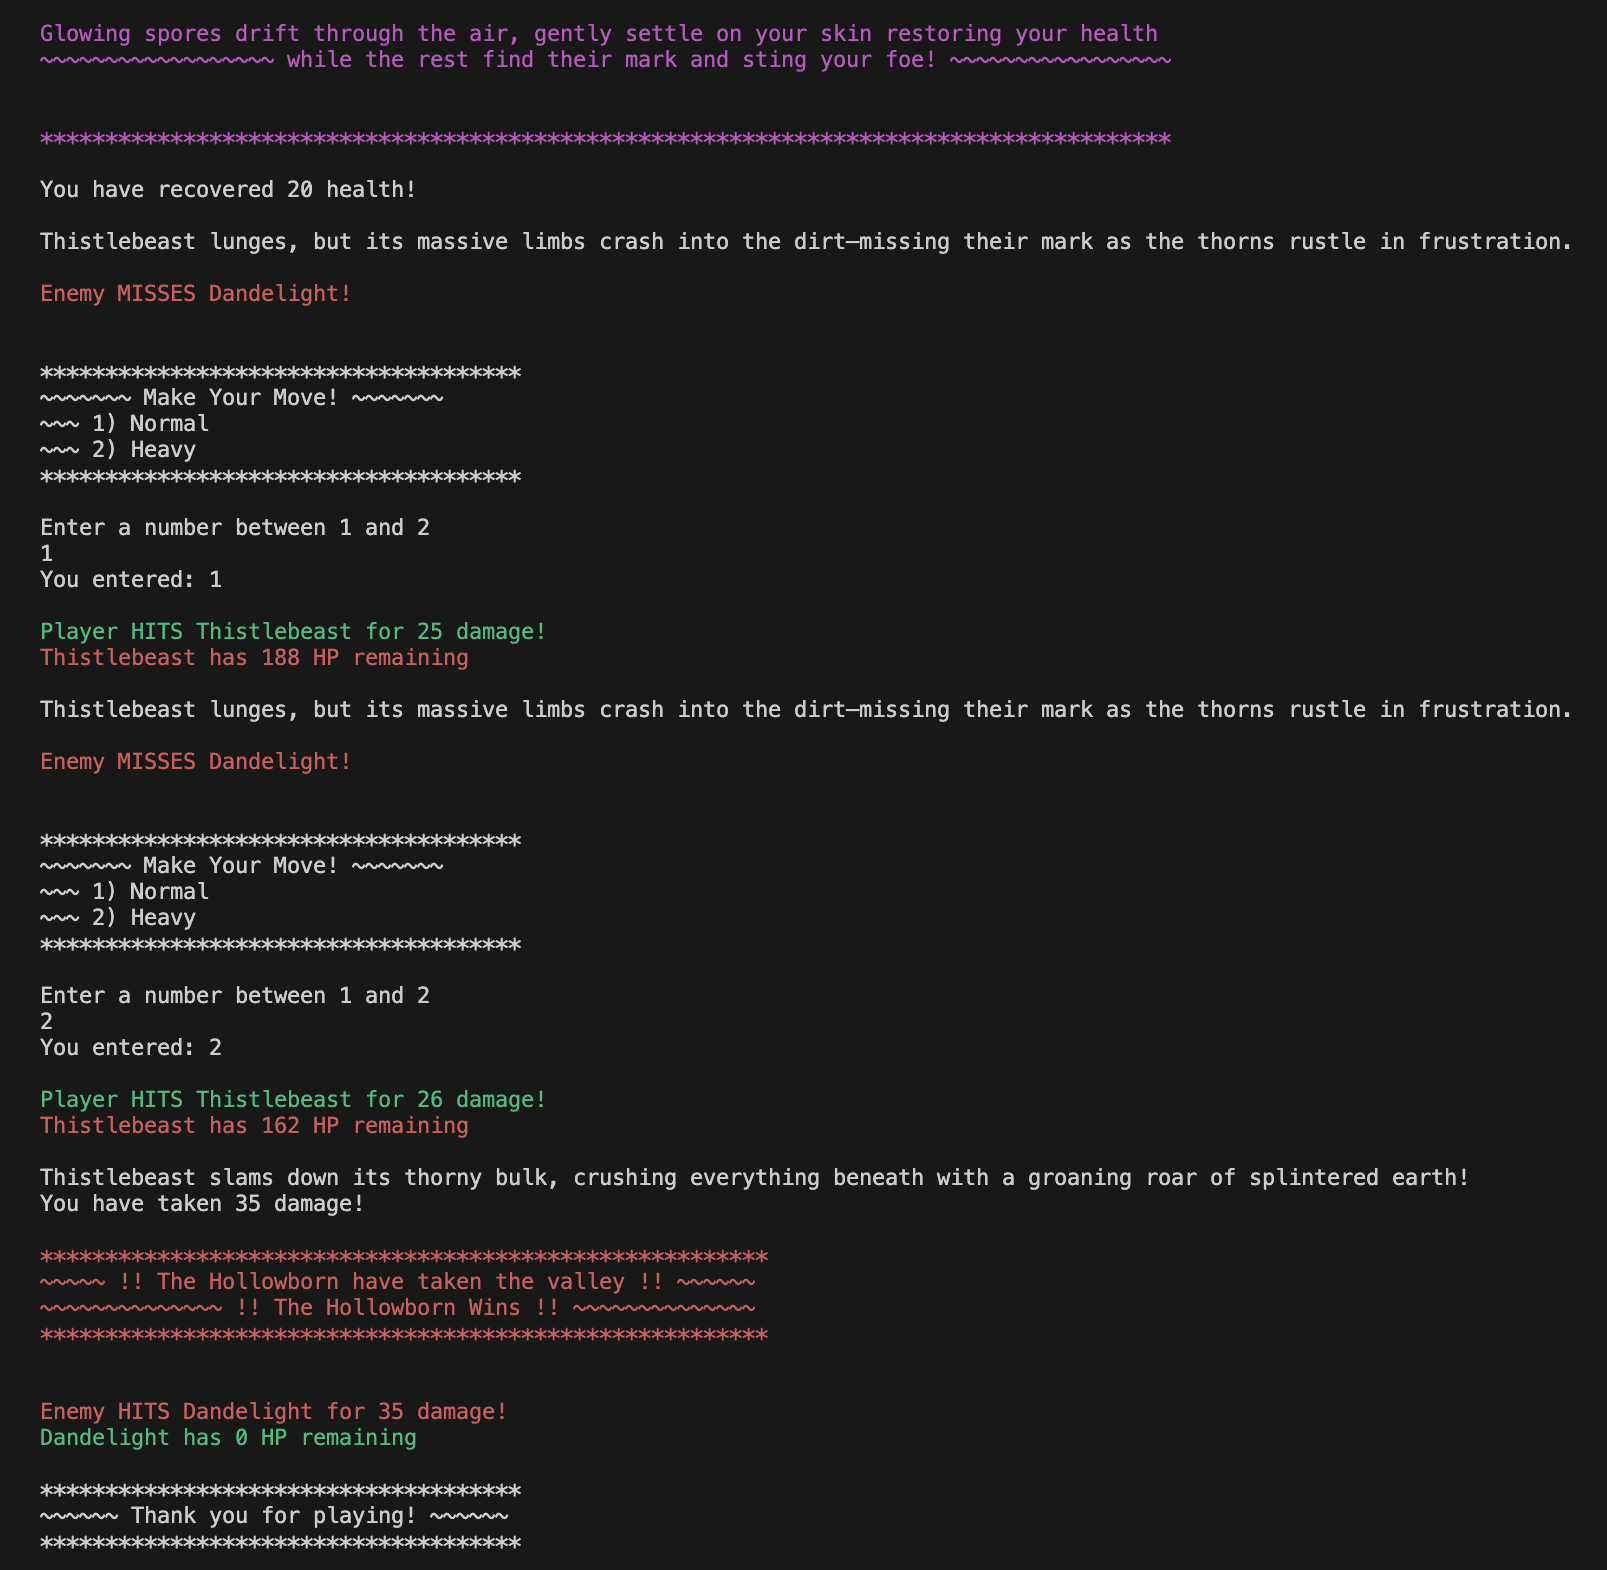 Glowing spores drift through the air, gently settle on your skin restoring your health
~~~~~~~~~~~~~~~~~~ while the rest find their mark and sting your foe! ~~~~~~~~~~~~~~~~~
***************************************************************************************
You have recovered 20 health!
Thistlebeast lunges, but its massive limbs crash into the dirt—missing their mark as the thorns rustle in frustration.
Enemy MISSES Dandelight!
*************************************
~~~~~~~ Make Your Move! ~~~~~~~
~~~ 1) Normal
~~~ 2) Heavy
*************************************
Enter a number between 1 and 2
1
You entered: 1
Player HITS Thistlebeast for 25 damage!
Thistlebeast has 188 HP remaining
Thistlebeast lunges, but its massive limbs crash into the dirt—missing their mark as the thorns rustle in frustration.
Enemy MISSES Dandelight!
*************************************
~~~~~~~ Make Your Move! ~~~~~~~
~~~ 1) Normal
~~~ 2) Heavy
*************************************
Enter a number between 1 and 2
2
You entered: 2
Player HITS Thistlebeast for 26 damage!
Thistlebeast has 162 HP remaining
Thistlebeast slams down its thorny bulk, crushing everything beneath with a groaning roar of splintered earth!
You have taken 35 damage!
********************************************************
~~~~~ !! The Hollowborn have taken the valley !! ~~~~~~
~~~~~~~~~~~~~~ !! The Hollowborn Wins !! ~~~~~~~~~~~~~~
********************************************************
Enemy HITS Dandelight for 35 damage!
Dandelight has 0 HP remaining
*************************************
~~~~~~ Thank you for playing! ~~~~~~
*************************************